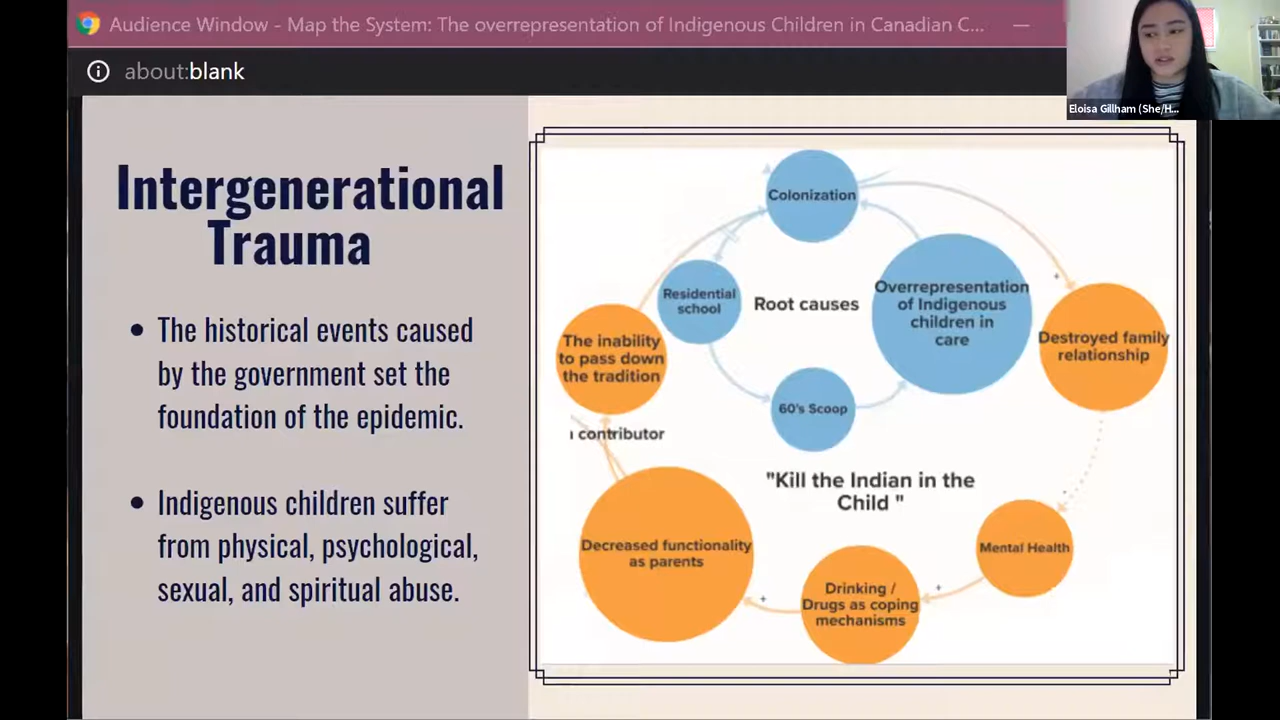 Audience Window - Map the System: The overrepresentation of Indigenous Children in Canadian C...
about:blank
Eloisa Gillham (She/H...
Intergenerational
Trauma
• The historical events caused
by the government set the
foundation of the epidemic.
• Indigenous children suffer
from physical, psychological,
sexual, and spiritual abuse.
Colonization
Residential
school
Root causes
Overrepresentation
of Indigenous
children in
care
The inability
to pass down
the tradition
+
Destroyed family
relationship
60's Scoop
contributor
"Kill the Indian in the
Child "
-
Mental Health
Decreased functionality
as parents
+
+
Drinking /
Drugs as coping
mechanisms